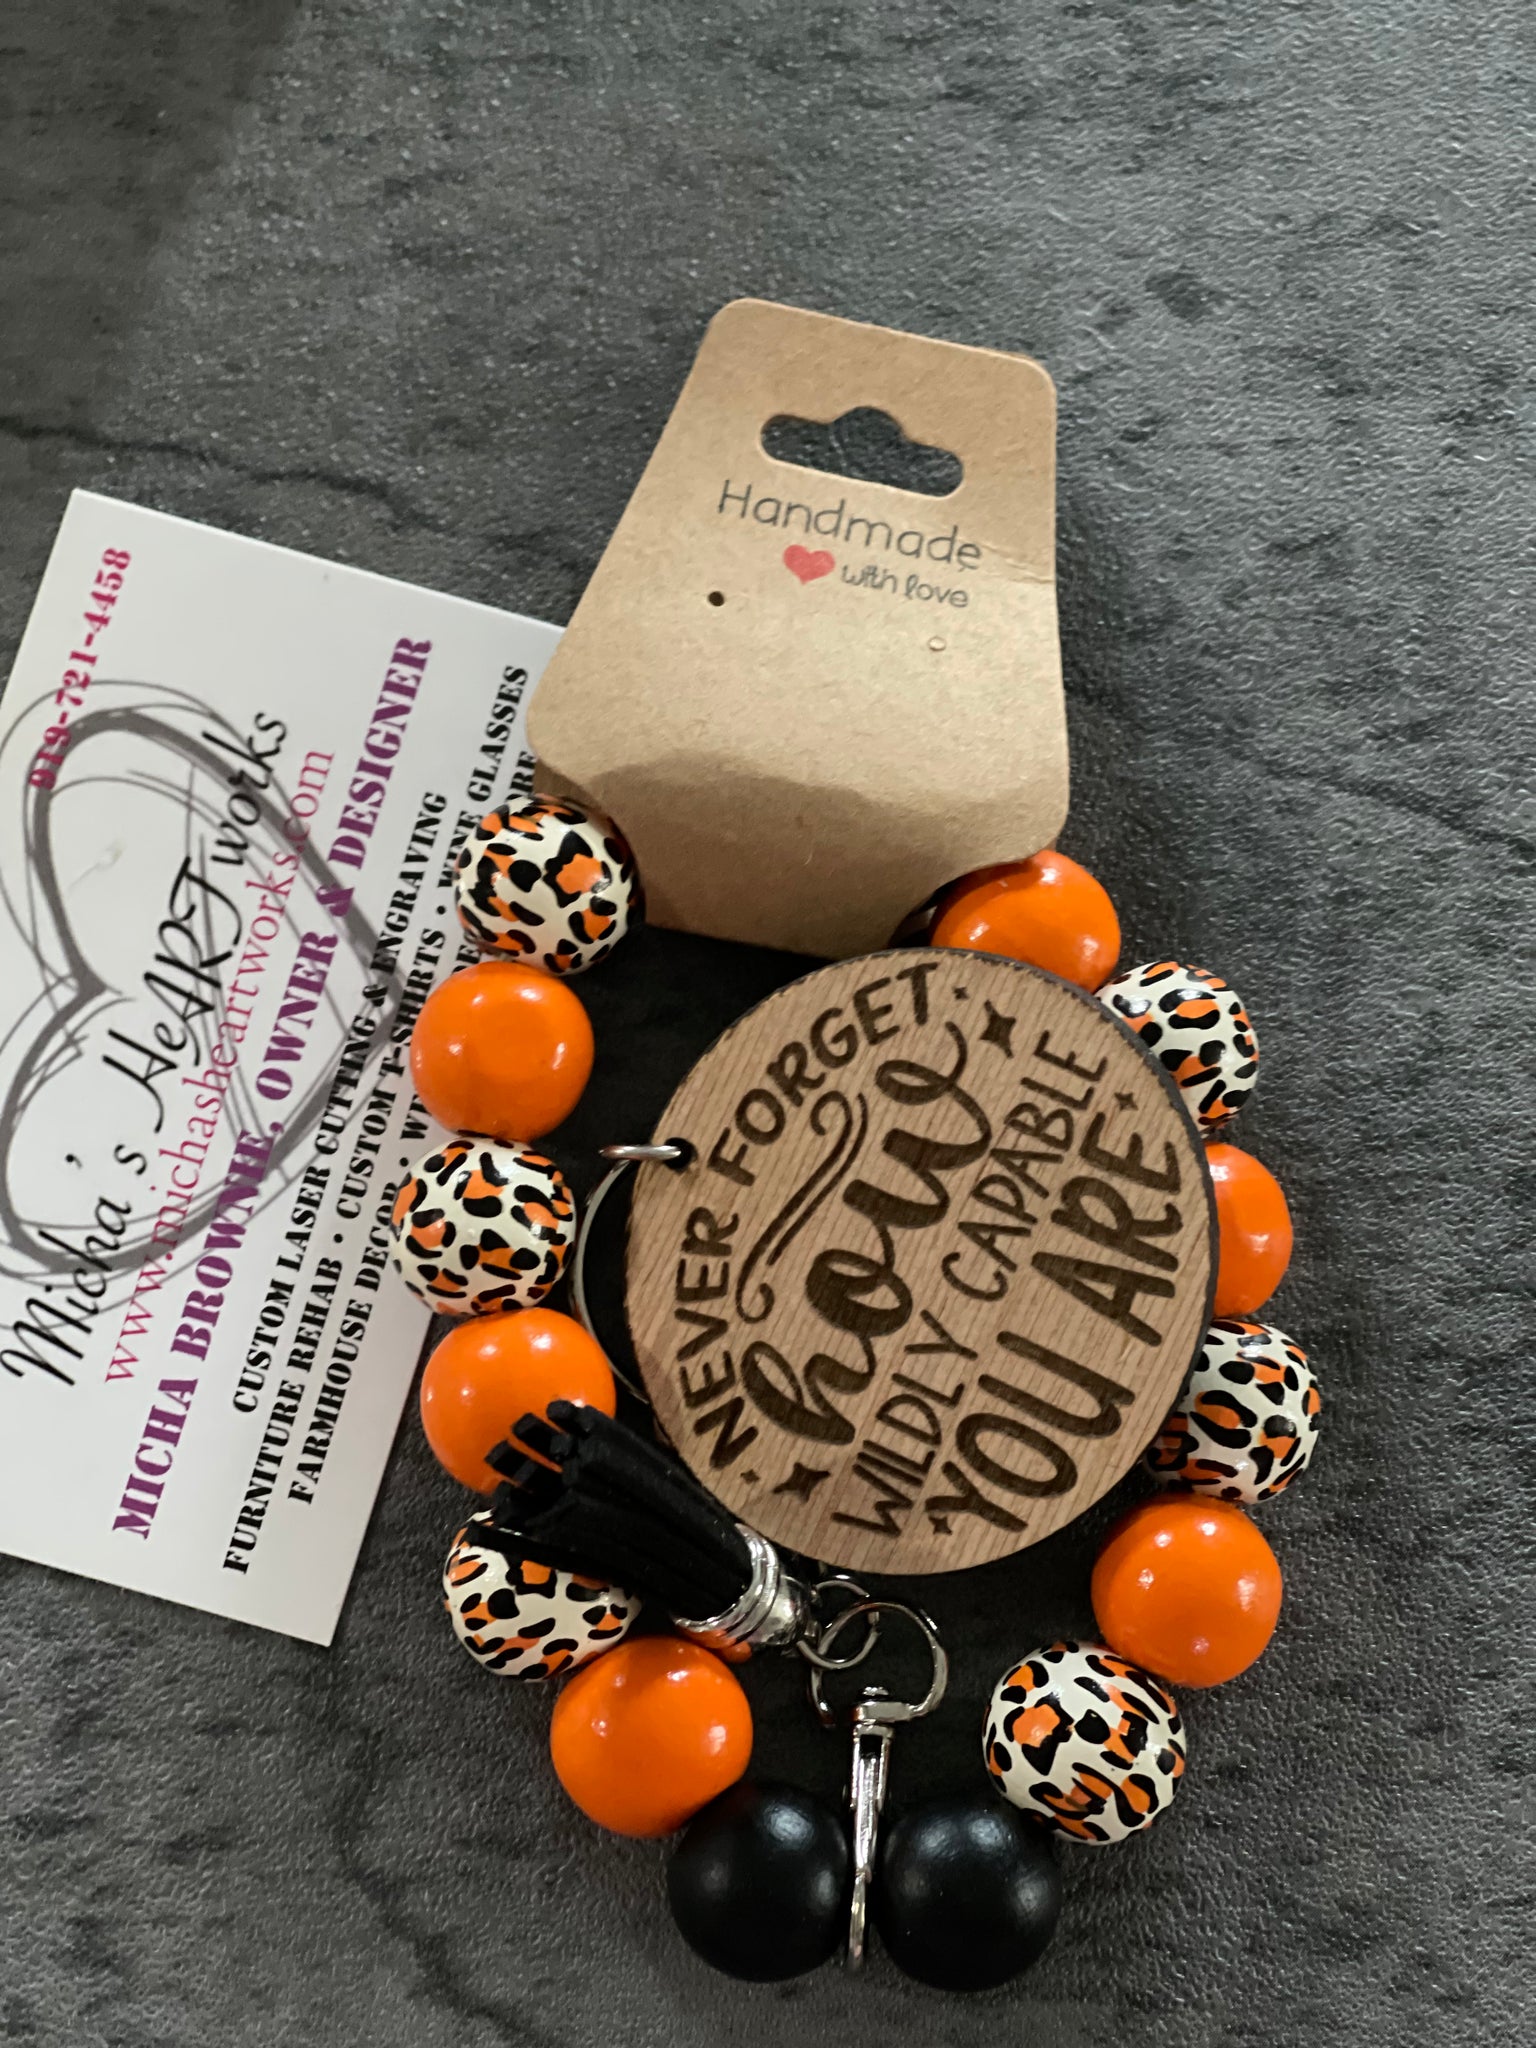 919-721-4458
Micha's HeARTworks
www.michasheartworks.com
MICHA BROWNE, OWNER & DESIGNER
CUSTOM LASER CUTTING & ENGRAVING
FURNITURE REHAB • CUSTOM T-SHIRTS • WINE GLASSES
FARMHOUSE DECOR •
Handmade
with love
NEVER FORGET
how
WILDLY CAPABLE
YOU ARE